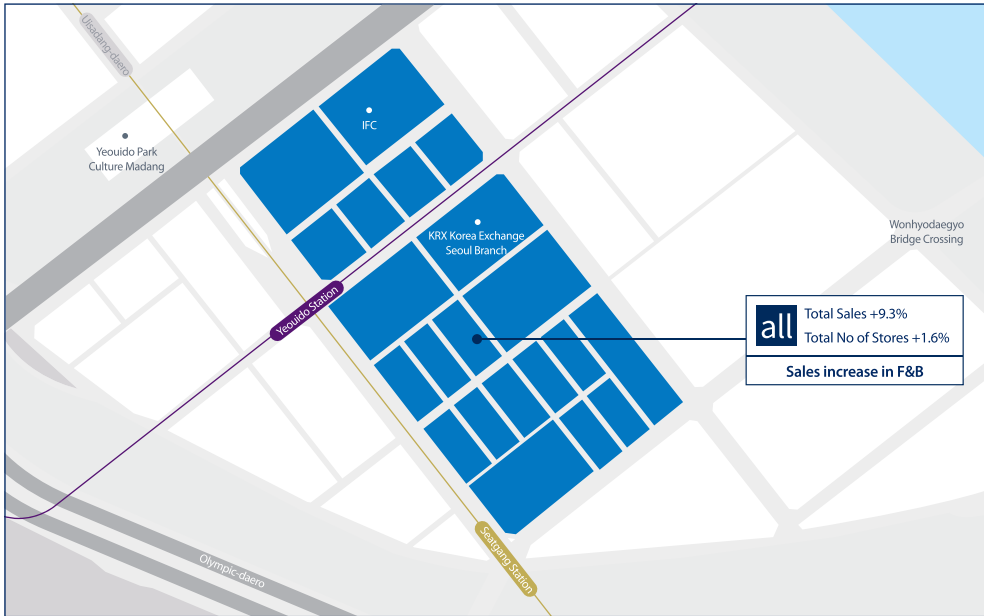 Uisadang-daero
IFC
Yeouido Park
Culture Madang
KRX Korea Exchange
Seoul Branch
Wonhyodaegyo
Bridge Crossing
Yeouido Station
all
Total Sales +9.3%
Total No of Stores +1.6%
Sales increase in F&B
Seatgang Station
Olympic-daero